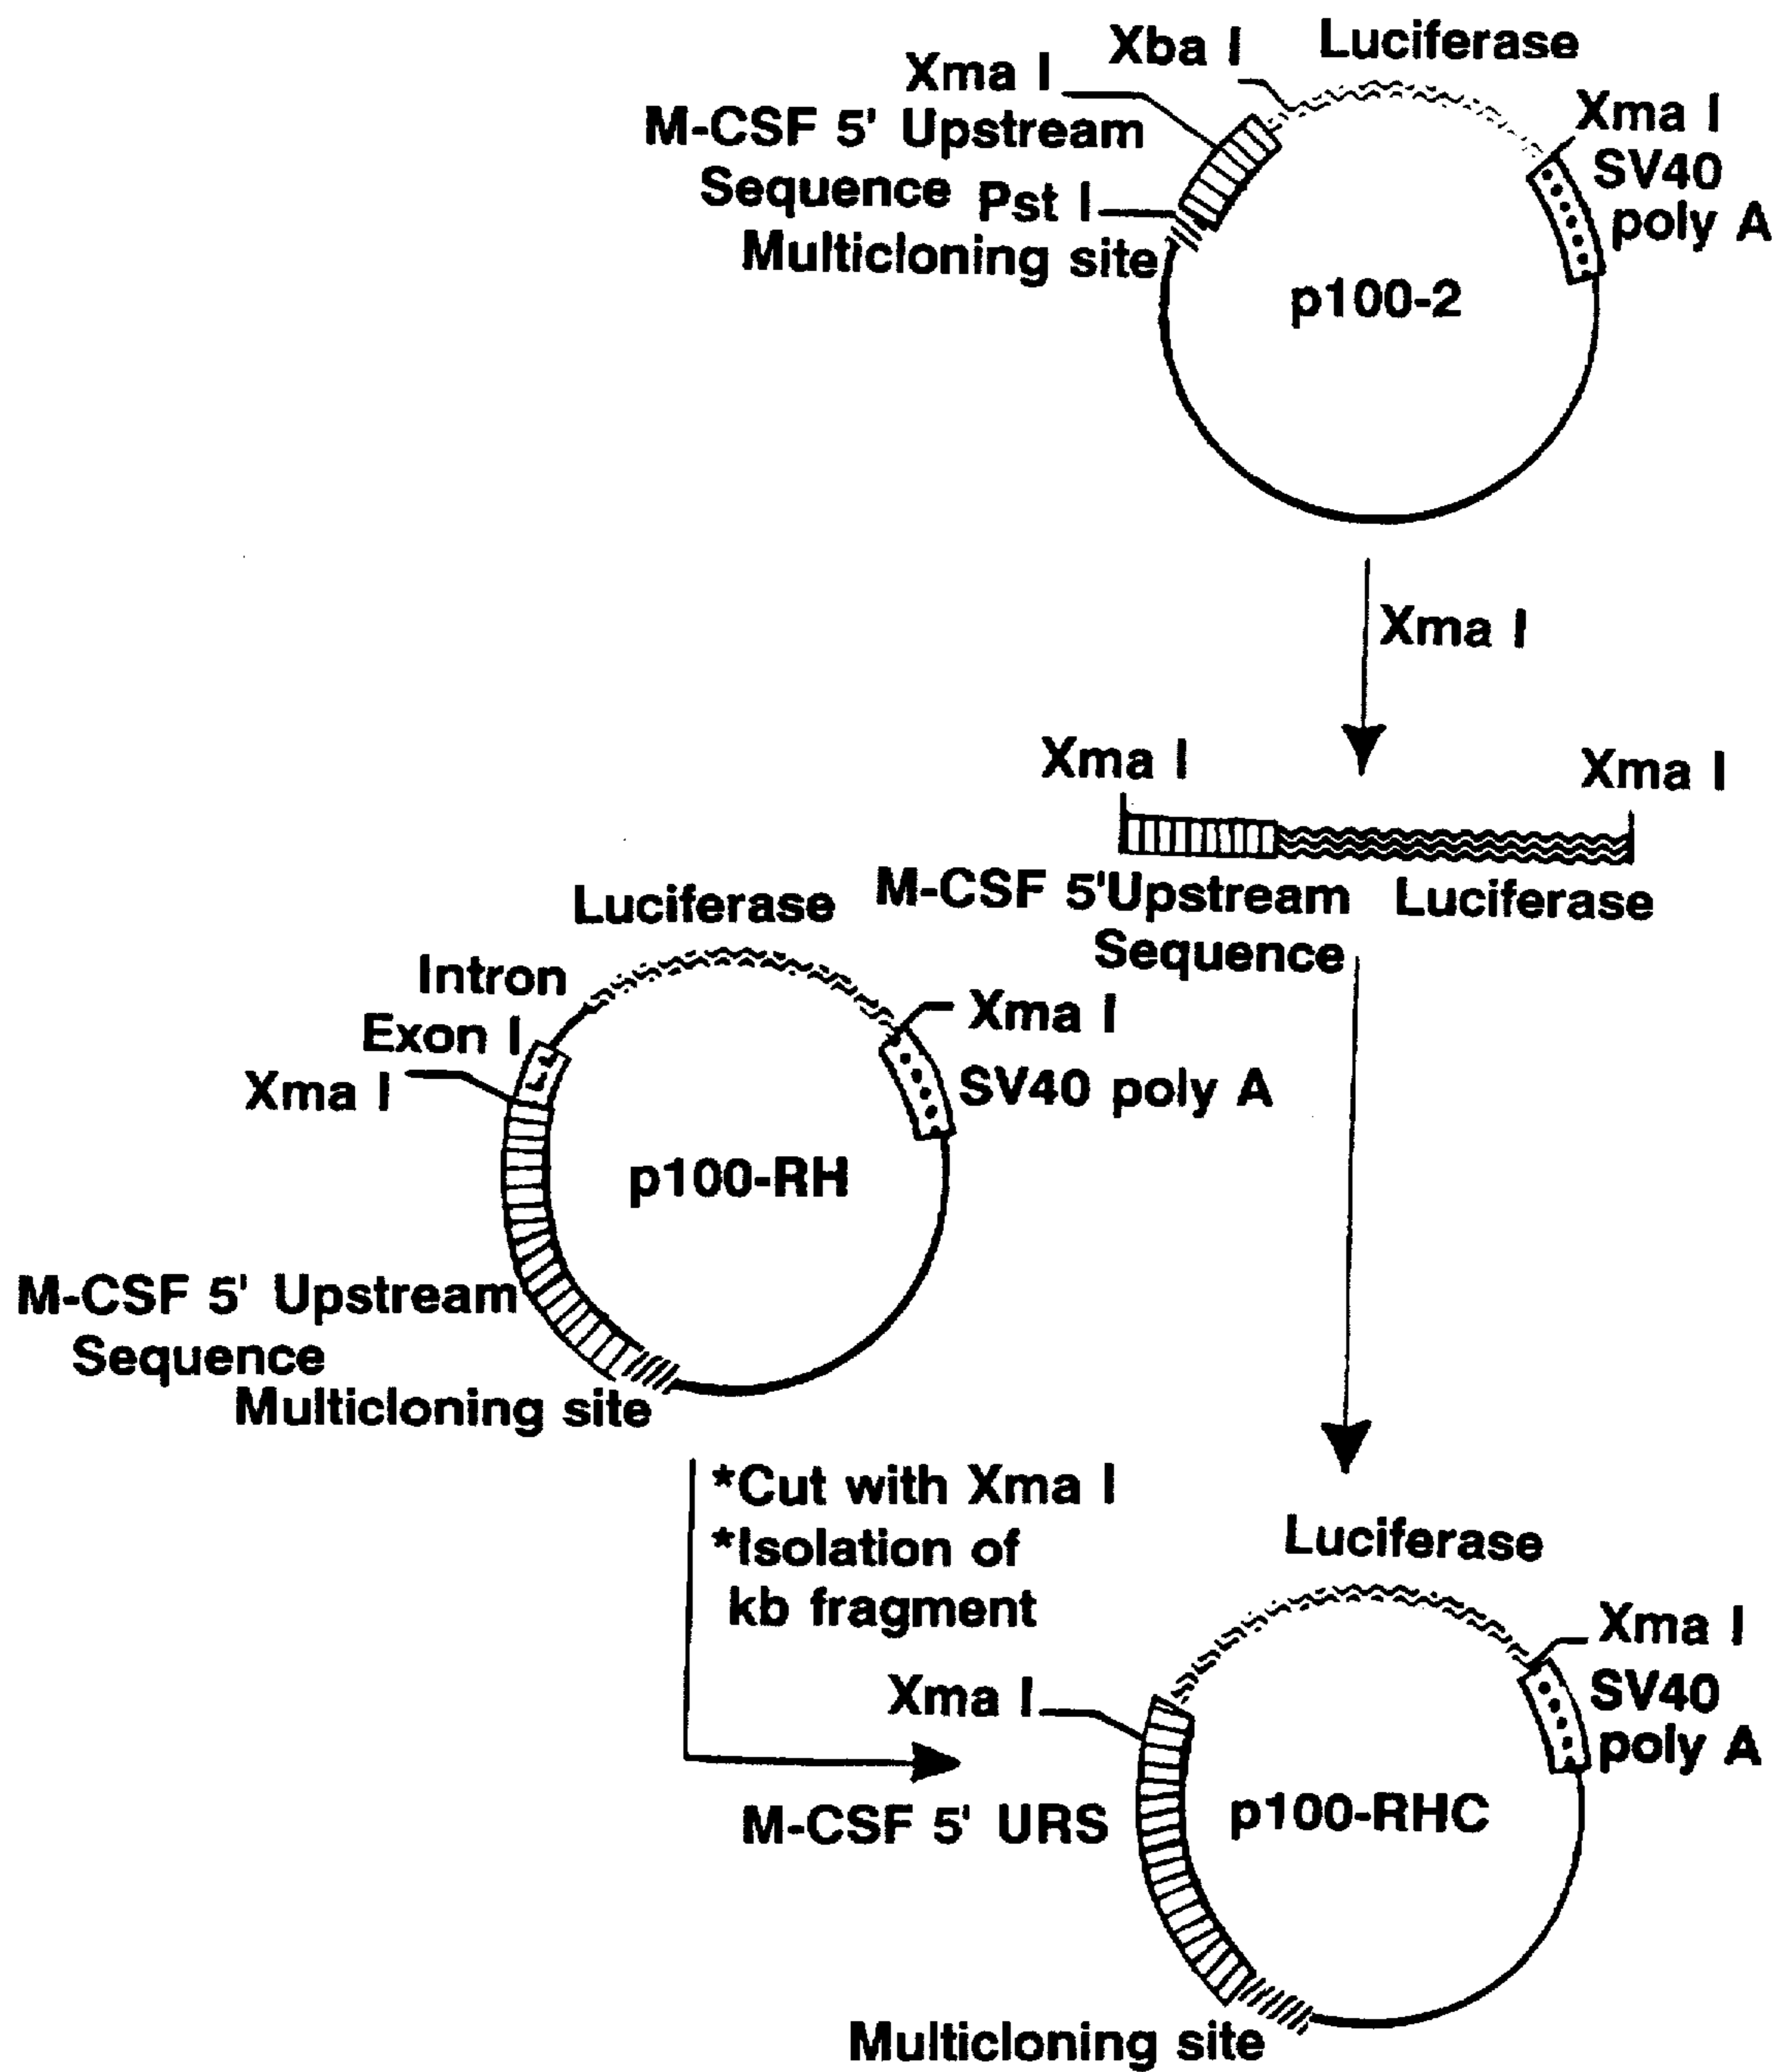 Xba I
Luciferase
Xma I
M-CSF 5' Upstream
Sequence
Pst I
Multicloning site
Xma I
SV40
poly A
p100-2
Xma I
Xma I
Xma I
M-CSF 5'Upstream
Sequence
Luciferase
Luciferase
Intron
Exon I
Xma I
Xma I
SV40 poly A
p100-RH
M-CSF 5' Upstream
Sequence
Multicloning site
*Cut with Xma I
*Isolation of
kb fragment
Luciferase
Xma I
Xma I
SV40
poly A
M-CSF 5' URS
p100-RHC
Multicloning site